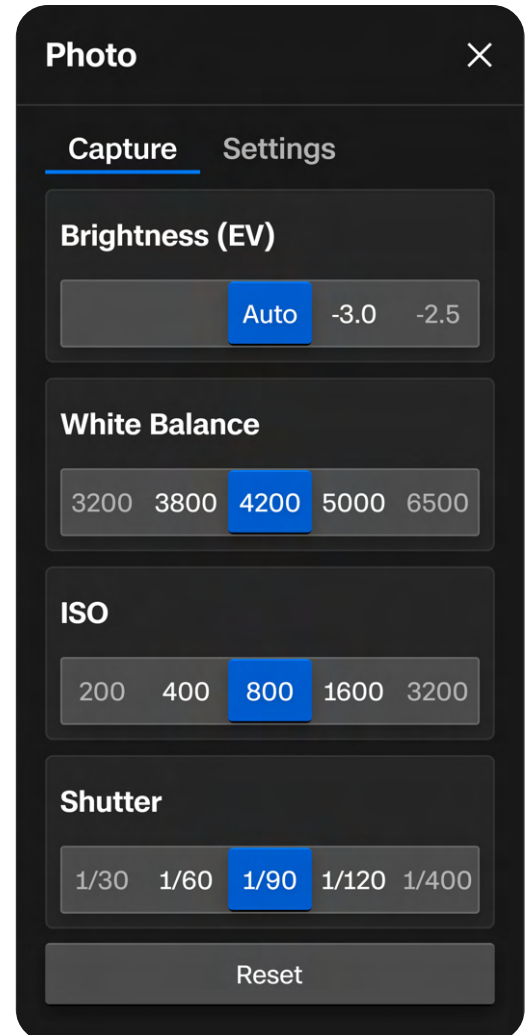 Photo
Capture Settings
Brightness (EV)
Auto -3.0 -2.5
White Balance
3200 3800 4200 5000 6500
ISO
200 400 800 1600 3200
Shutter
1/30 1/60 1/90 1/120 1/400
Reset